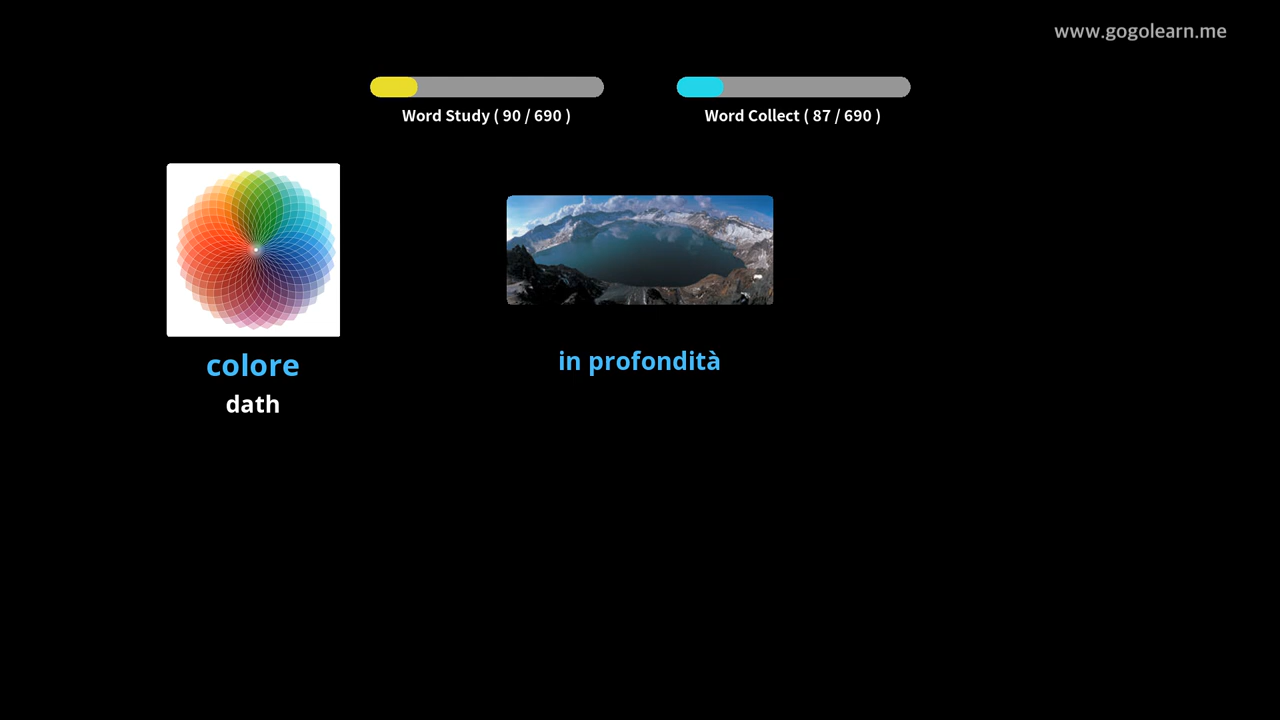 www.gogolearn.me
Word Study ( 90 / 690 )
Word Collect ( 87 / 690 )
colore
dath
in profondità